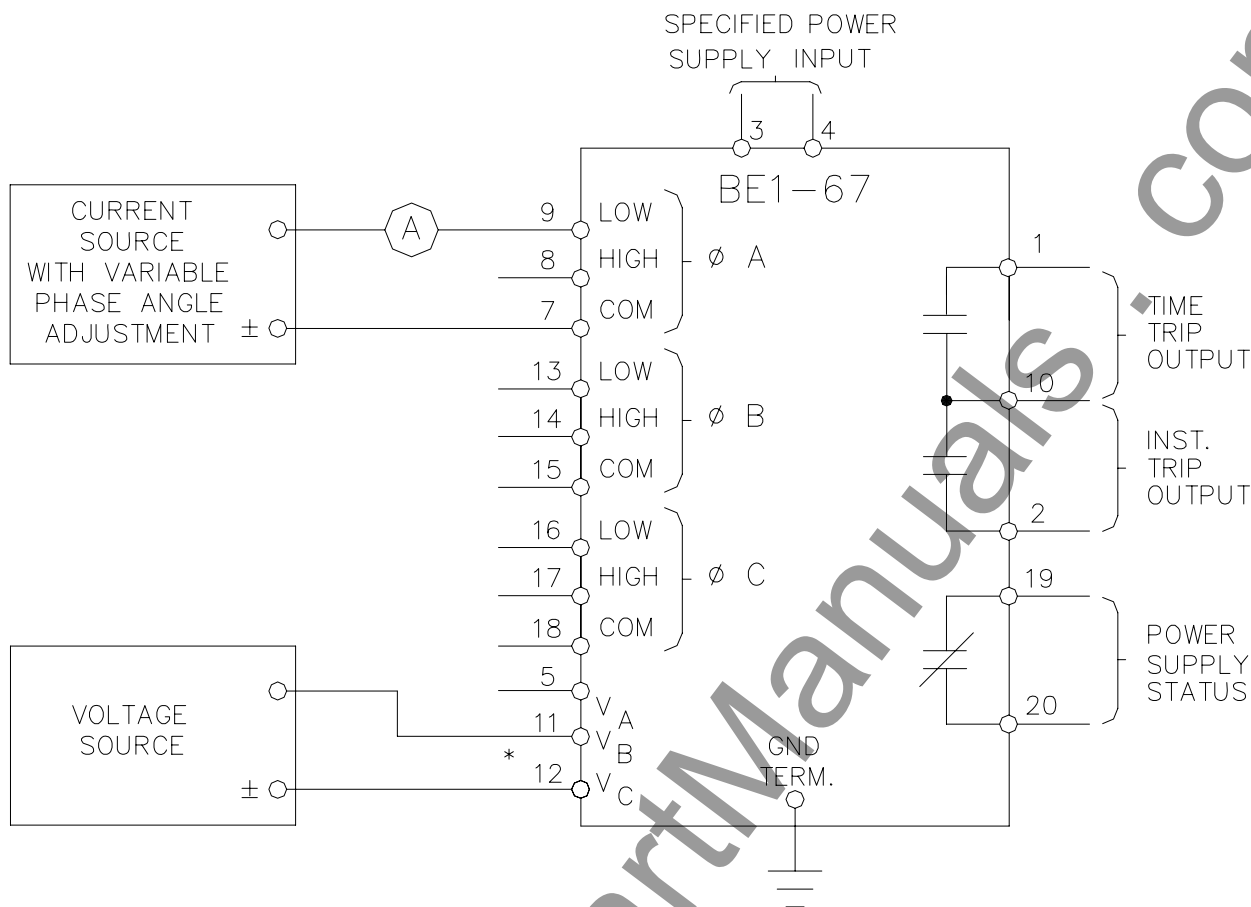 SPECIFIED POWER
SUPPLY INPUT
3 4
BE1-67
CURRENT
SOURCE
WITH VARIABLE
PHASE ANGLE
ADJUSTMENT ±
A
9 LOW
8 HIGH
7 COM
ø A
13 LOW
14 HIGH
15 COM
ø B
16 LOW
17 HIGH
18 COM
ø C
5 VA
11 VB
*
12 VC
VOLTAGE
SOURCE
±
GND
TERM.
1
TIME
TRIP
OUTPUT
10
INST.
TRIP
OUTPUT
2
19
POWER
SUPPLY
STATUS
20
artManuals . co